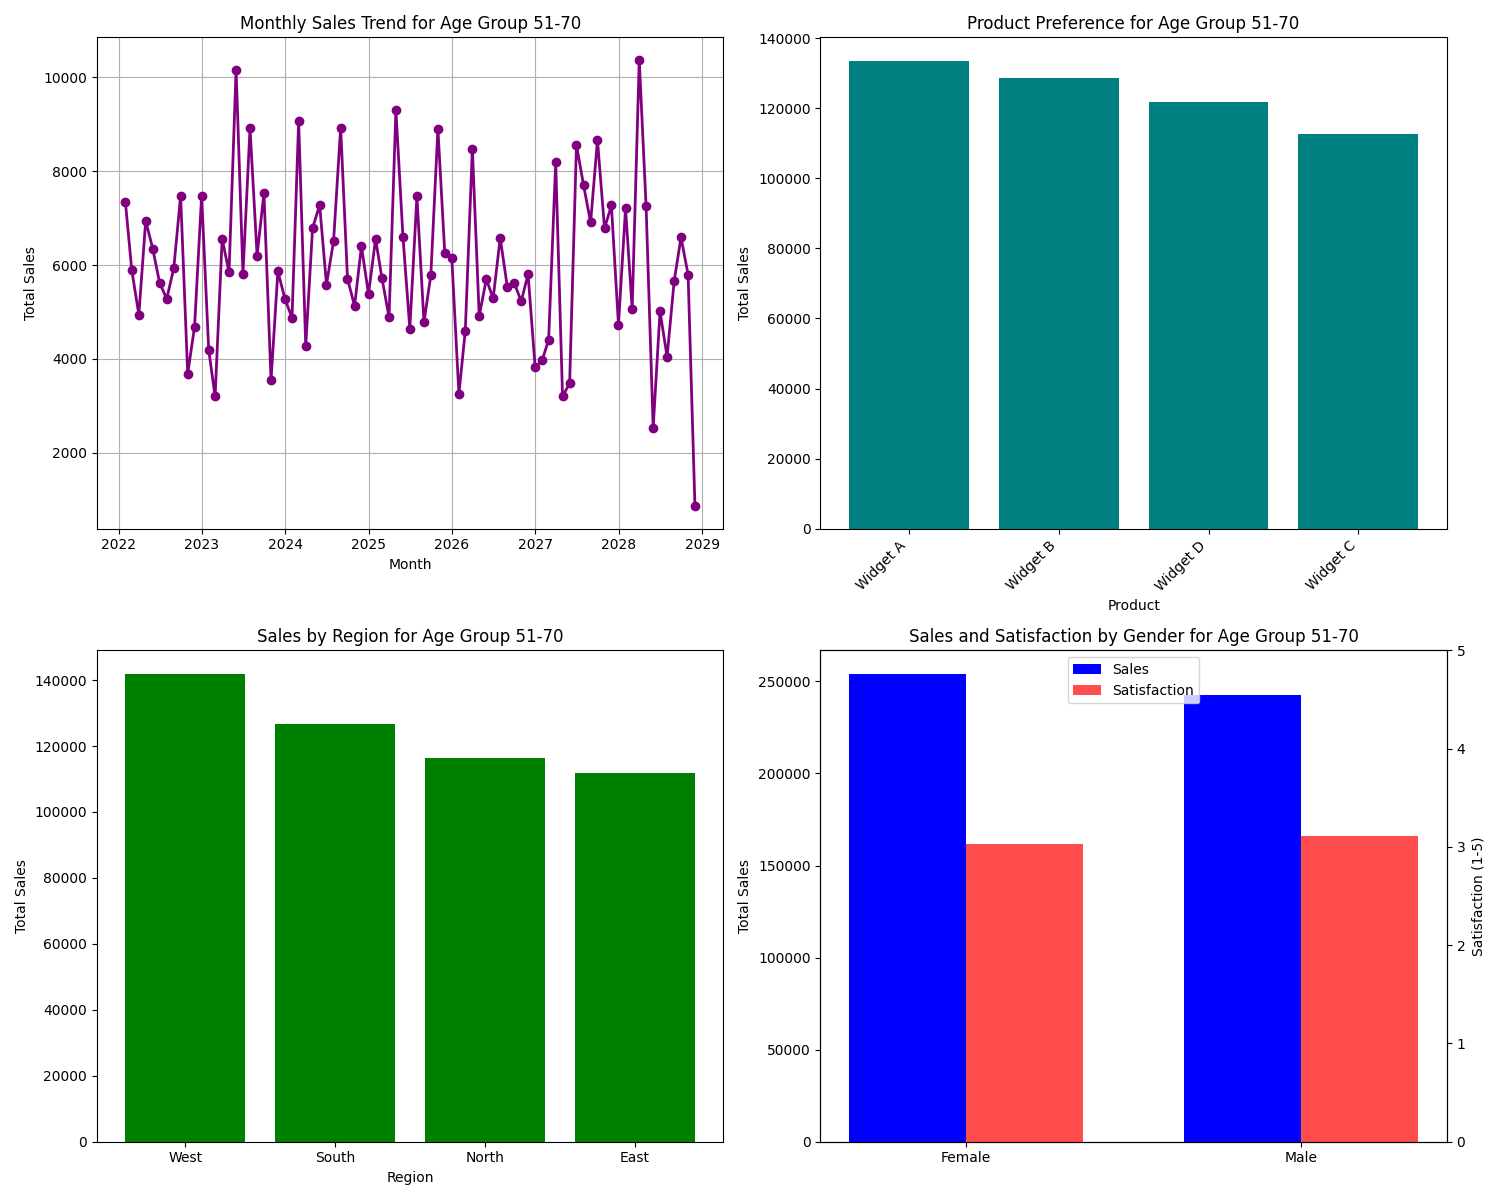 Monthly Sales Trend for Age Group 51-70
Total Sales
10000
8000
6000
4000
2000
2022 2023 2024 2025 2026 2027 2028 2029
Month
Product Preference for Age Group 51-70
Total Sales
140000
120000
100000
80000
60000
40000
20000
0
Widget A Widget B Widget D Widget C
Product
Sales by Region for Age Group 51-70
Total Sales
140000
120000
100000
80000
60000
40000
20000
0
West South North East
Region
Sales and Satisfaction by Gender for Age Group 51-70
Sales
Satisfaction
Total Sales
250000
200000
150000
100000
50000
0
Female Male
5
4
3
2
1
0
Satisfaction (1-5)